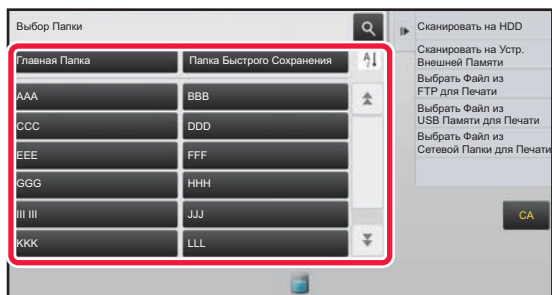 Выбор Папки
Главная Папка
Папка Быстрого Сохранения
AAA
BBB
CCC
DDD
EEE
FFF
GGG
HHH
III III
JJJ
KKK
LLL
Сканировать на HDD
Сканировать на Устр.
Внешней Памяти
Выбрать Файл из
FTP для Печати
Выбрать Файл из
USB Памяти для Печати
Выбрать Файл из
Сетевой Папки для Печати
CA